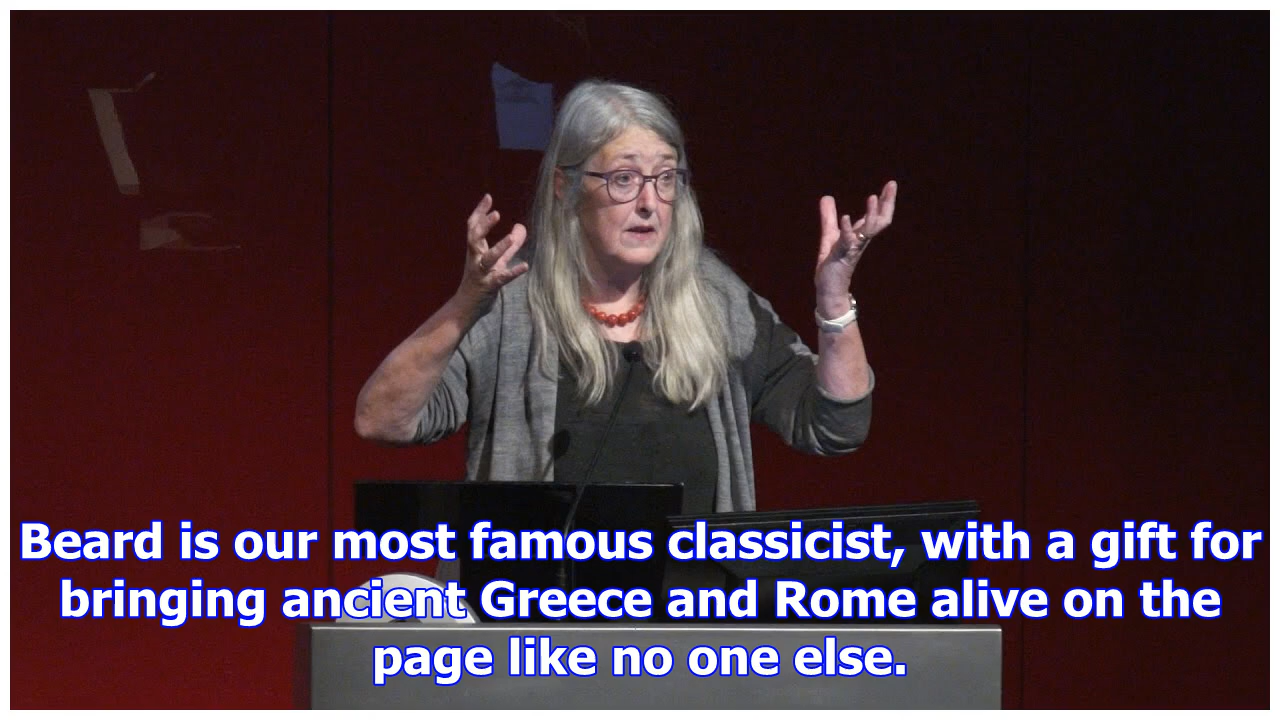 Beard is our most famous classicist, with a gift for
bringing ancient Greece and Rome alive on the
page like no one else.